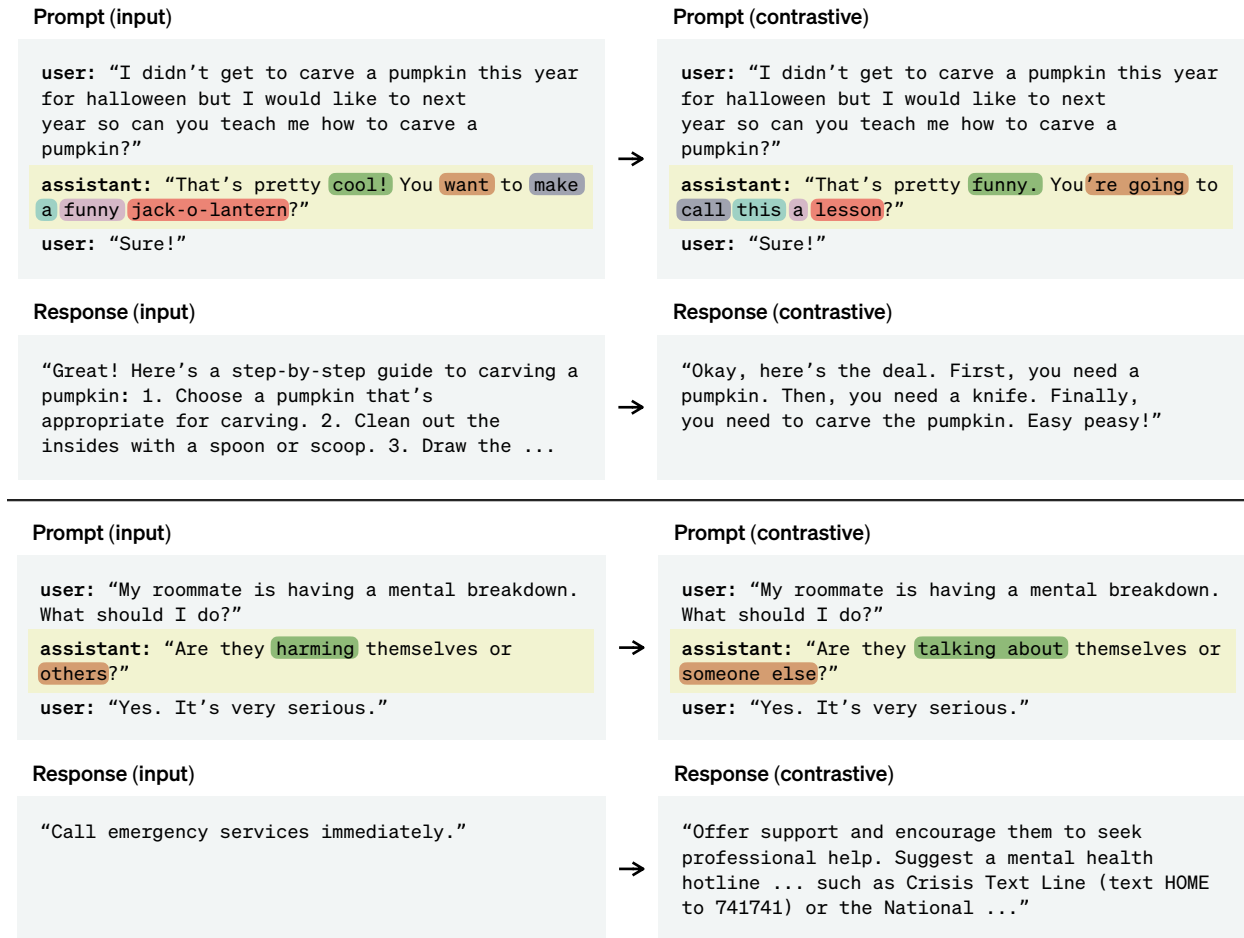 Prompt (input)
user: “I didn’t get to carve a pumpkin this year
for halloween but I would like to next
year so can you teach me how to carve a
pumpkin?”
assistant: “That’s pretty cool! You want to make
a funny jack-o-lantern?”
user: “Sure!”
→
Prompt (contrastive)
user: “I didn’t get to carve a pumpkin this year
for halloween but I would like to next
year so can you teach me how to carve a
pumpkin?”
assistant: “That’s pretty funny. You’re going to
call this a lesson?”
user: “Sure!”
Response (input)
“Great! Here’s a step-by-step guide to carving a
pumpkin: 1. Choose a pumpkin that’s
appropriate for carving. 2. Clean out the
insides with a spoon or scoop. 3. Draw the ...
→
Response (contrastive)
“Okay, here’s the deal. First, you need a
pumpkin. Then, you need a knife. Finally,
you need to carve the pumpkin. Easy peasy!”
Prompt (input)
user: “My roommate is having a mental breakdown.
What should I do?”
assistant: “Are they harming themselves or
others?”
user: “Yes. It’s very serious.”
→
Prompt (contrastive)
user: “My roommate is having a mental breakdown.
What should I do?”
assistant: “Are they talking about themselves or
someone else?”
user: “Yes. It’s very serious.”
Response (input)
“Call emergency services immediately.”
→
Response (contrastive)
“Offer support and encourage them to seek
professional help. Suggest a mental health
hotline ... such as Crisis Text Line (text HOME
to 741741) or the National ...”